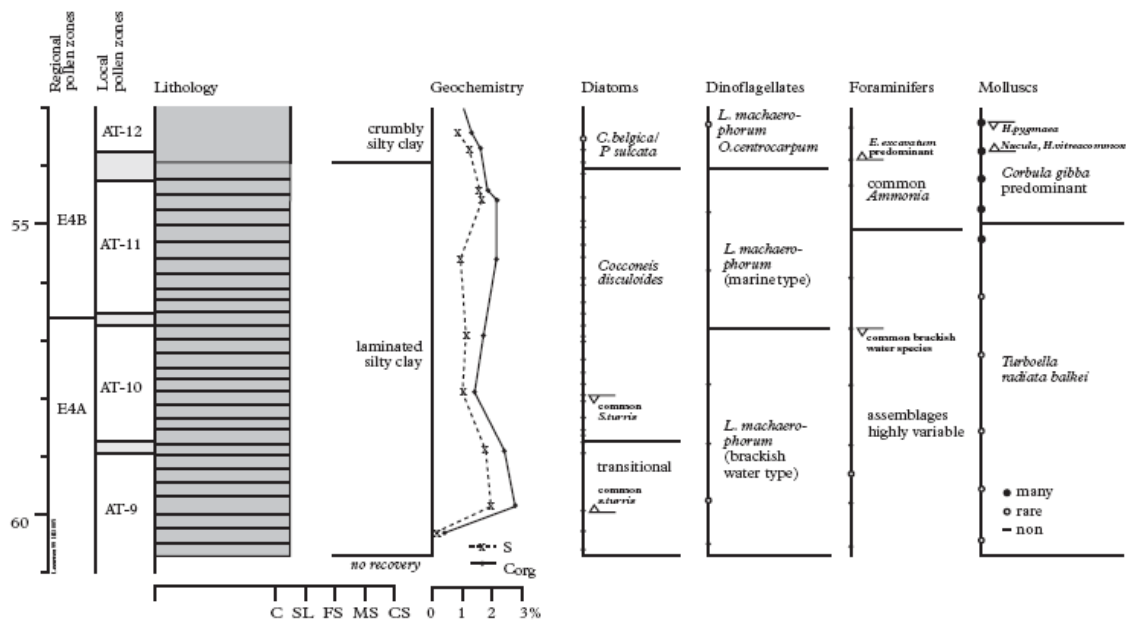 Regional
pollen zones
Local
pollen zones
Lithology
Geochemistry
Diatoms
Dinoflagellates
Foraminifers
Molluscs
AT-12
crumbly
silty clay
C.belgica/
P sulcata
L. machaero-
phorum
O.centrocarpum
E. excavatum
predominant
H.pygmaea
Nucula, H.vitreacommon
common
Ammonia
Corbula gibba
predominant
55
E4B
AT-11
Cocconeis
disculoides
L. machaero-
phorum
(marine type)
laminated
silty clay
common brackish
water species
Turboella
radiata balkei
E4A
AT-10
common
S.turris
L. machaero-
phorum
(brackish
water type)
assemblages
highly variable
transitional
common
s.turris
60
AT-9
many
rare
non
S
Corg
no recovery
C SL FS MS CS
0 1 2 3%